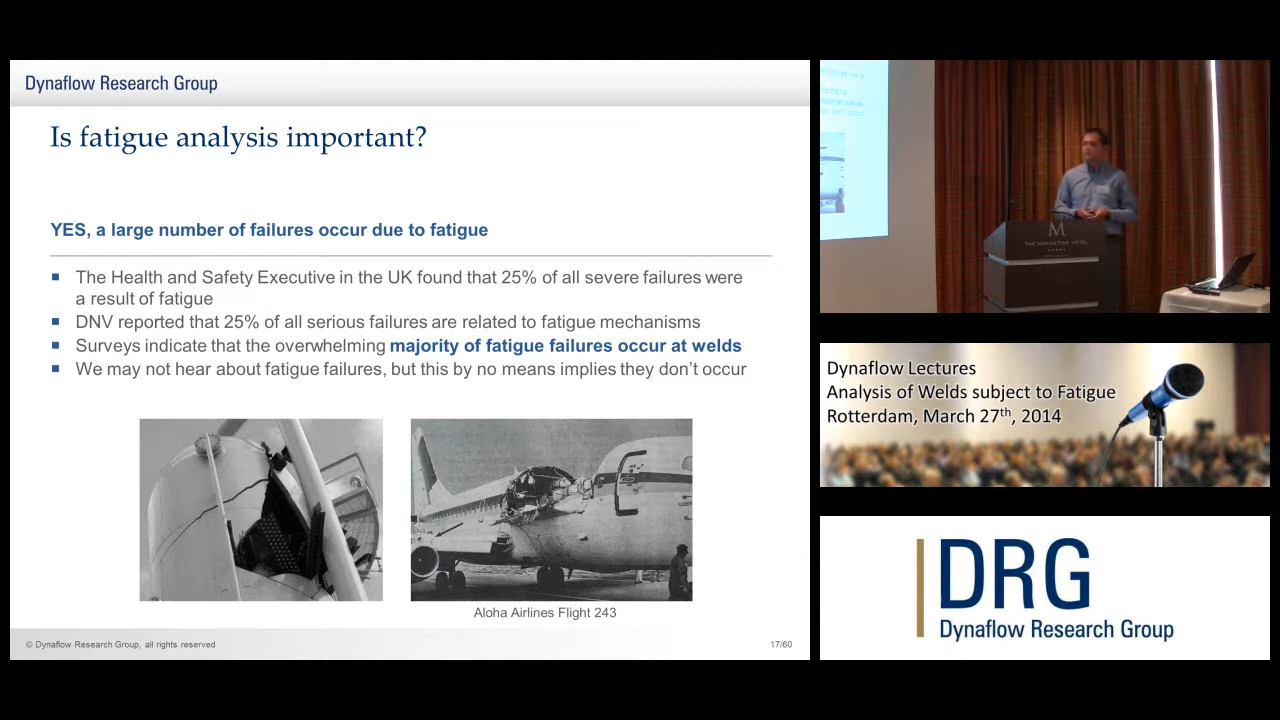 Dynaflow Research Group
Is fatigue analysis important?
YES, a large number of failures occur due to fatigue
The Health and Safety Executive in the UK found that 25% of all severe failures were
a result of fatigue
DNV reported that 25% of all serious failures are related to fatigue mechanisms
Surveys indicate that the overwhelming majority of fatigue failures occur at welds
We may not hear about fatigue failures, but this by no means implies they don’t occur
Aloha Airlines Flight 243
© Dynaflow Research Group, all rights reserved
17/60
M
THE MANHATTAN HOTEL
Dynaflow Lectures
Analysis of Welds subject to Fatigue
Rotterdam, March 27th, 2014
DRG
Dynaflow Research Group